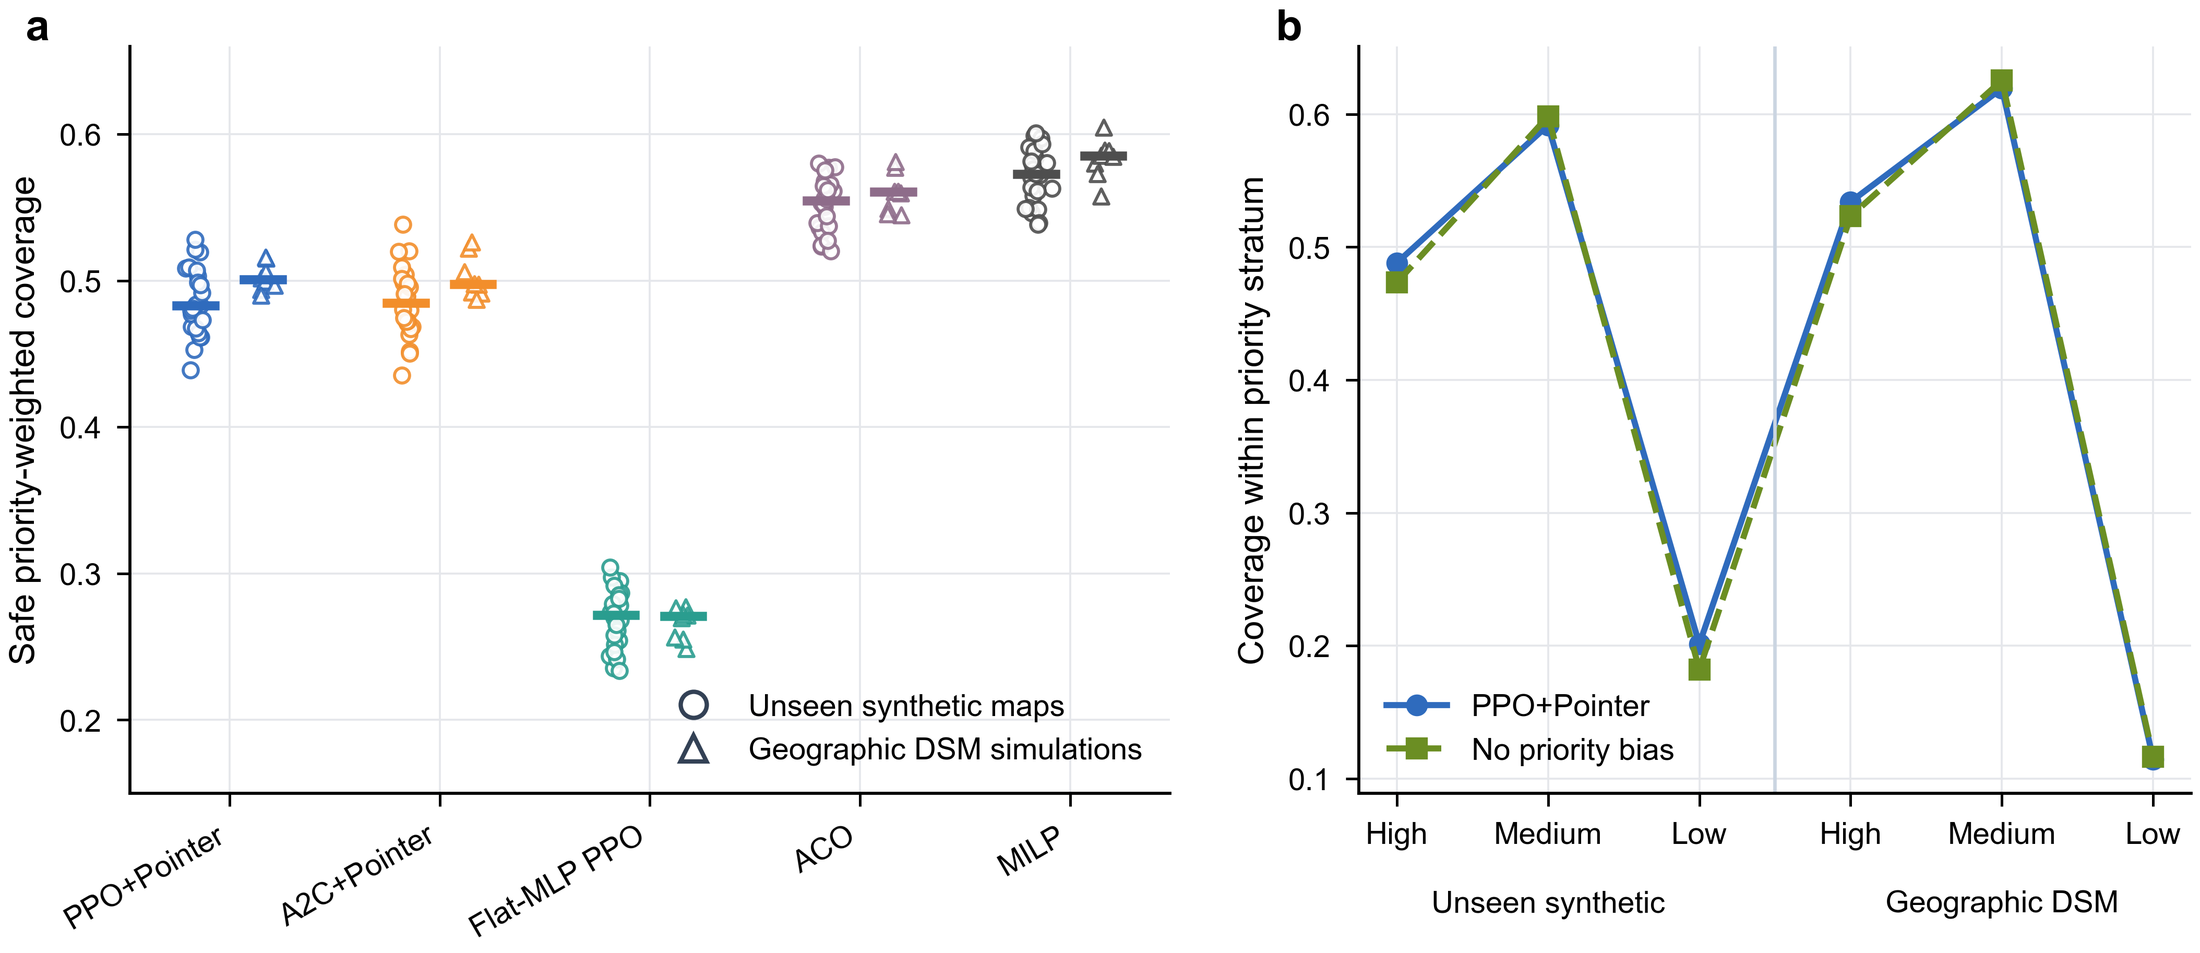 a
Safe priority-weighted coverage
0.6
0.5
0.4
0.3
0.2
Unseen synthetic maps
Geographic DSM simulations
PPO+Pointer
A2C+Pointer
Flat-MLP PPO
ACO
MILP
b
Coverage within priority stratum
0.6
0.5
0.4
0.3
0.2
0.1
PPO+Pointer
No priority bias
High Medium Low High Medium Low
Unseen synthetic Geographic DSM